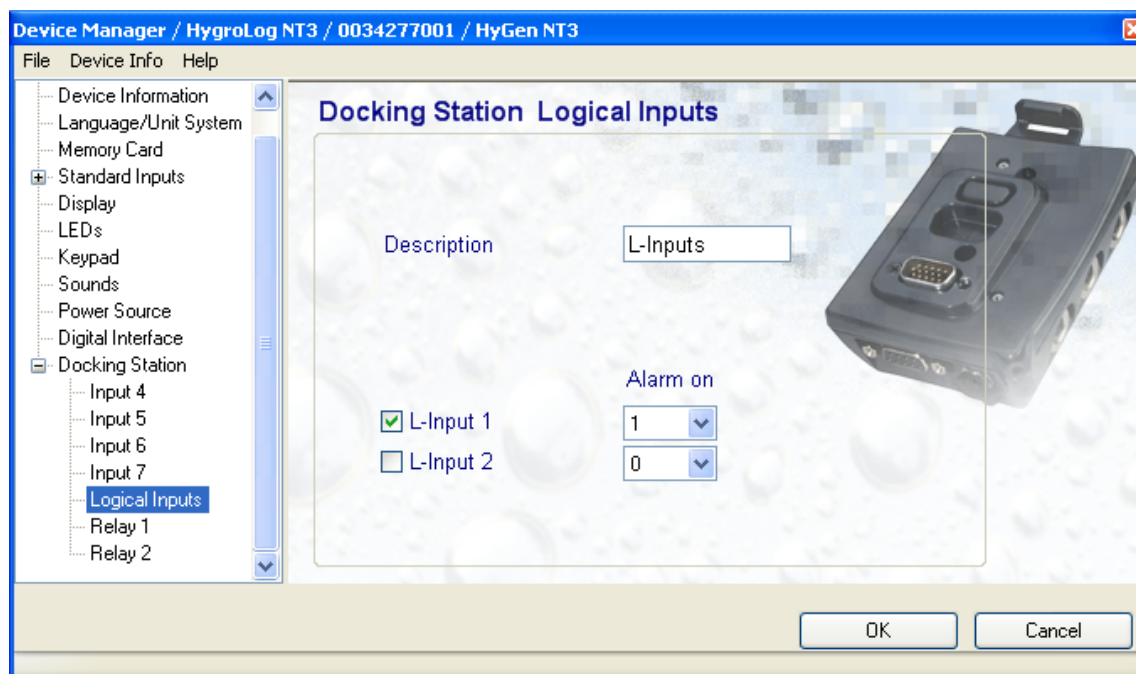 Device Manager / HygroLog NT3 / 0034277001 / HyGen NT3
File Device Info Help
Device Information
Language/Unit System
Memory Card
Standard Inputs
Display
LEDs
Keypad
Sounds
Power Source
Digital Interface
Docking Station
Input 4
Input 5
Input 6
Input 7
Logical Inputs
Relay 1
Relay 2
Docking Station Logical Inputs
Description L-Inputs
Alarm on
L-Input 1 1
L-Input 2 0
OK Cancel